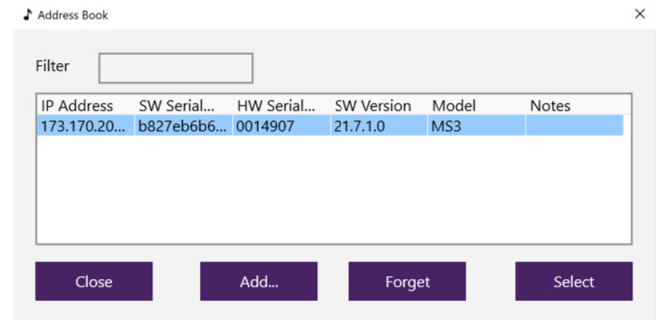 Address Book
Filter
IP Address SW Serial... HW Serial... SW Version Model Notes
173.170.20... b827eb6b6... 0014907 21.7.1.0 MS3
Close Add... Forget Select